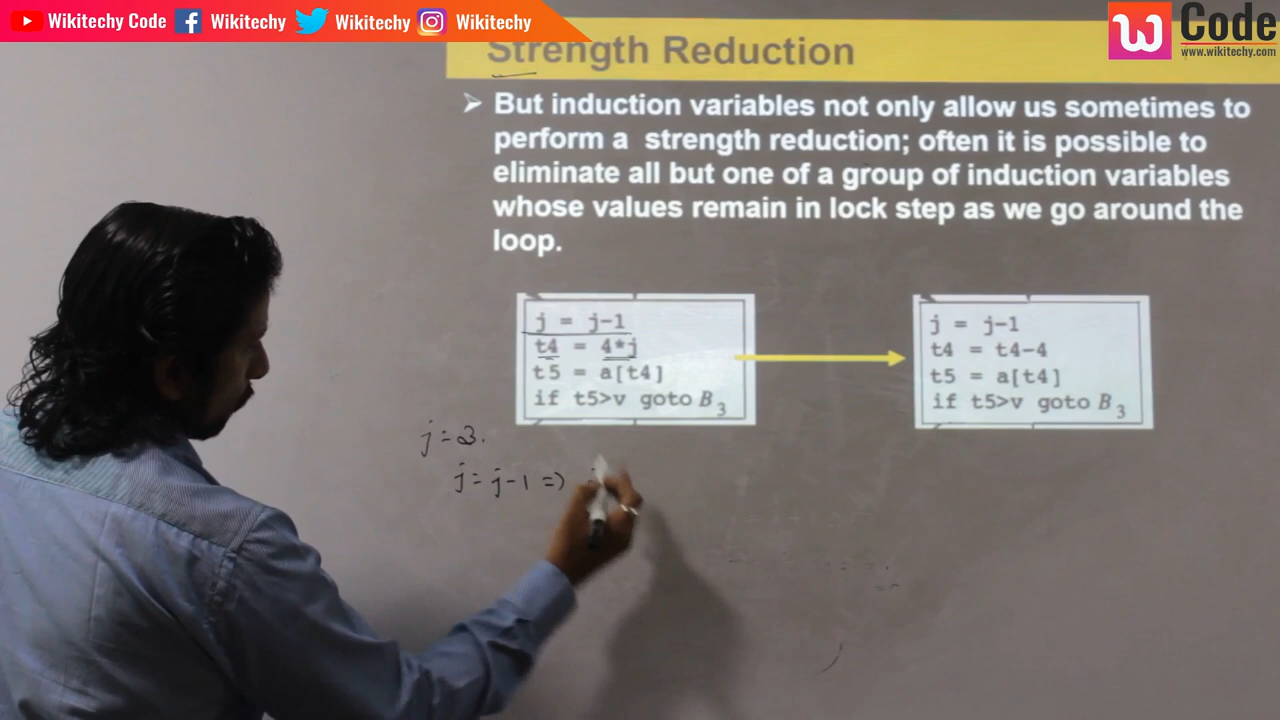 Wikitechy Code Wikitechy Wikitechy Wikitechy
W Code
www.wikitechy.com
Strength Reduction
➢ But induction variables not only allow us sometimes to
perform a strength reduction; often it is possible to
eliminate all but one of a group of induction variables
whose values remain in lock step as we go around the
loop.
j = j-1
t4 = 4*j
t5 = a[t4]
if t5>v goto B3
j = j-1
t4 = t4-4
t5 = a[t4]
if t5>v goto B3
j = 3.
j = j-1 =>